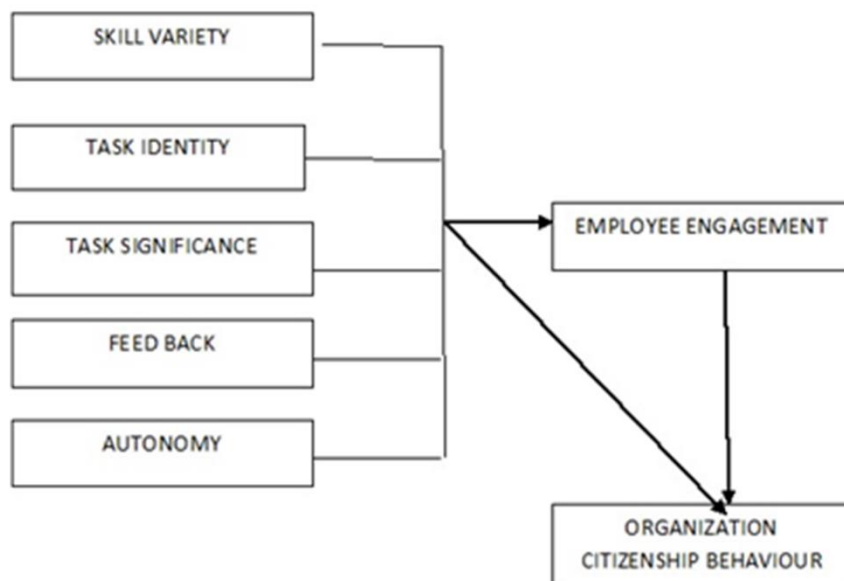 SKILL VARIETY
TASK IDENTITY
TASK SIGNIFICANCE
FEED BACK
AUTONOMY
EMPLOYEE ENGAGEMENT
ORGANIZATION
CITIZENSHIP BEHAVIOUR